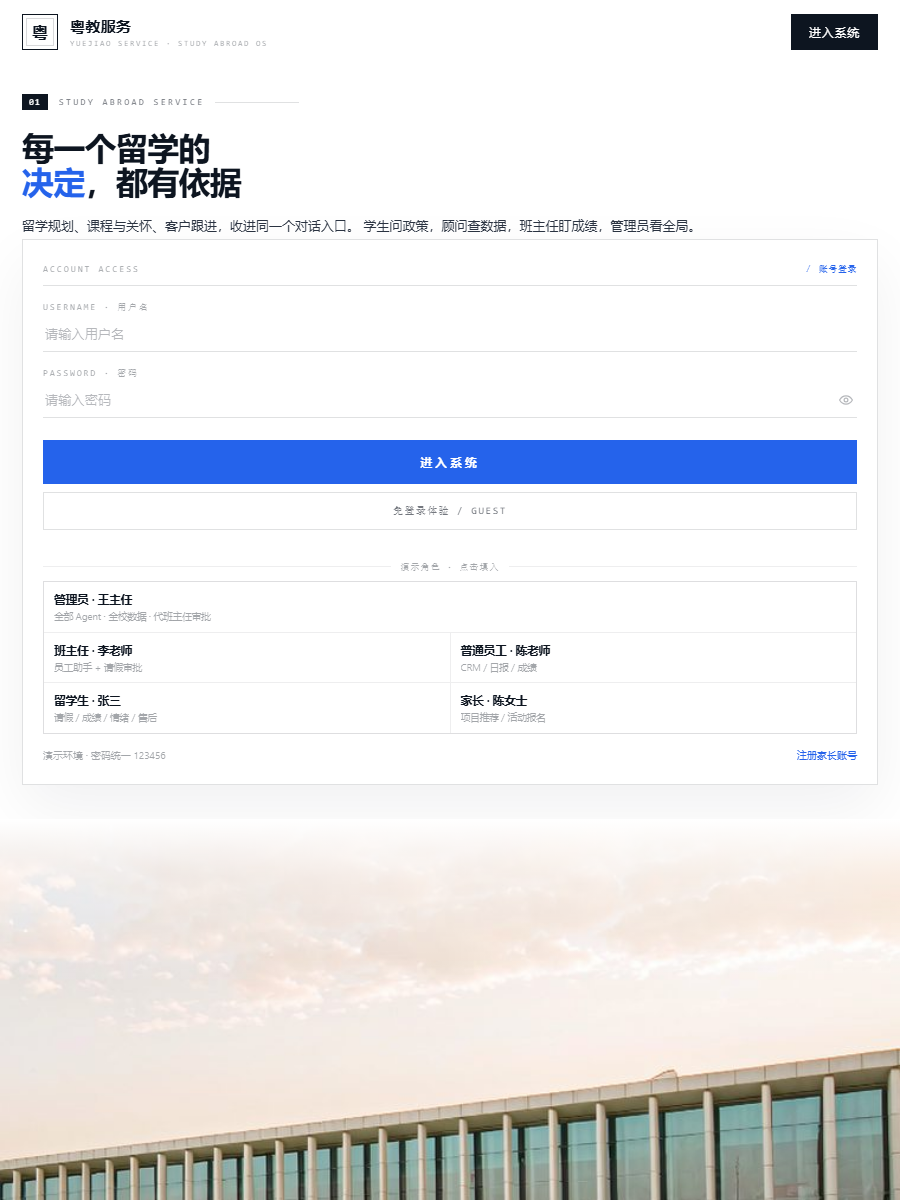 粤
粤教服务
YUEJIAO SERVICE · STUDY ABROAD OS
进入系统
01 STUDY ABROAD SERVICE
每一个留学的
决定，都有依据
留学规划、课程与关怀、客户跟进，收进同一个对话入口。 学生问政策，顾问查数据，班主任盯成绩，管理员看全局。
ACCOUNT ACCESS
/ 账号登录
USERNAME · 用户名
请输入用户名
PASSWORD · 密码
请输入密码
进入系统
免登录体验 / GUEST
演示角色 · 点击填入
管理员 · 王主任
全部 Agent · 全校数据 · 代班主任审批
班主任 · 李老师
员工助手 + 请假审批
普通员工 · 陈老师
CRM / 日报 / 成绩
留学生 · 张三
请假 / 成绩 / 情绪 / 售后
家长 · 陈女士
项目推荐 / 活动报名
演示环境 · 密码统一 123456
注册家长账号